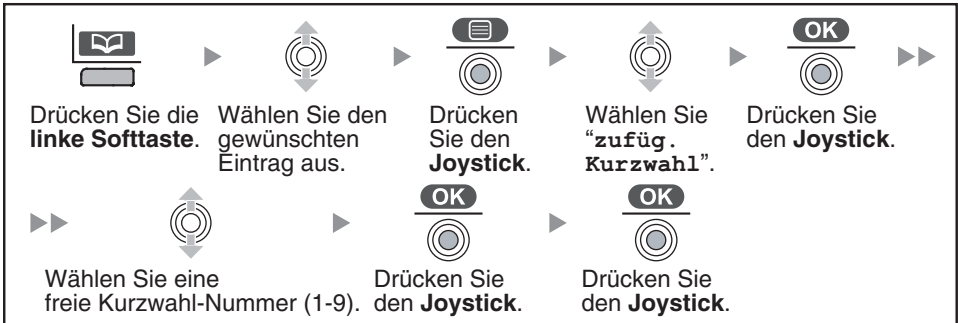 OK
Drücken Sie die
linke Softtaste.
Wählen Sie den
gewünschten
Eintrag aus.
Drücken
Sie den
Joystick.
Wählen Sie
“zufüg.
Kurzwahl”.
Drücken Sie
den Joystick.
OK
OK
Wählen Sie eine
freie Kurzwahl-Nummer (1-9).
Drücken Sie
den Joystick.
Drücken Sie
den Joystick.